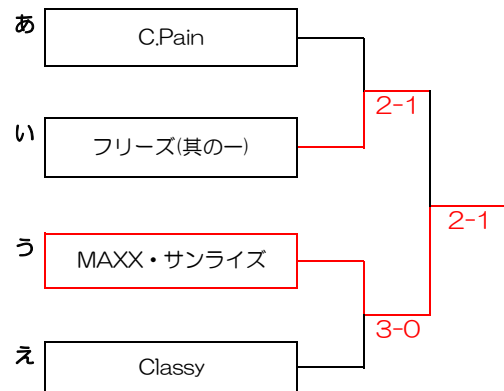 あ
C.Pain
2-1
い
フリーズ(其の一)
2-1
う
MAXX・サンライズ
3-0
え
Classy